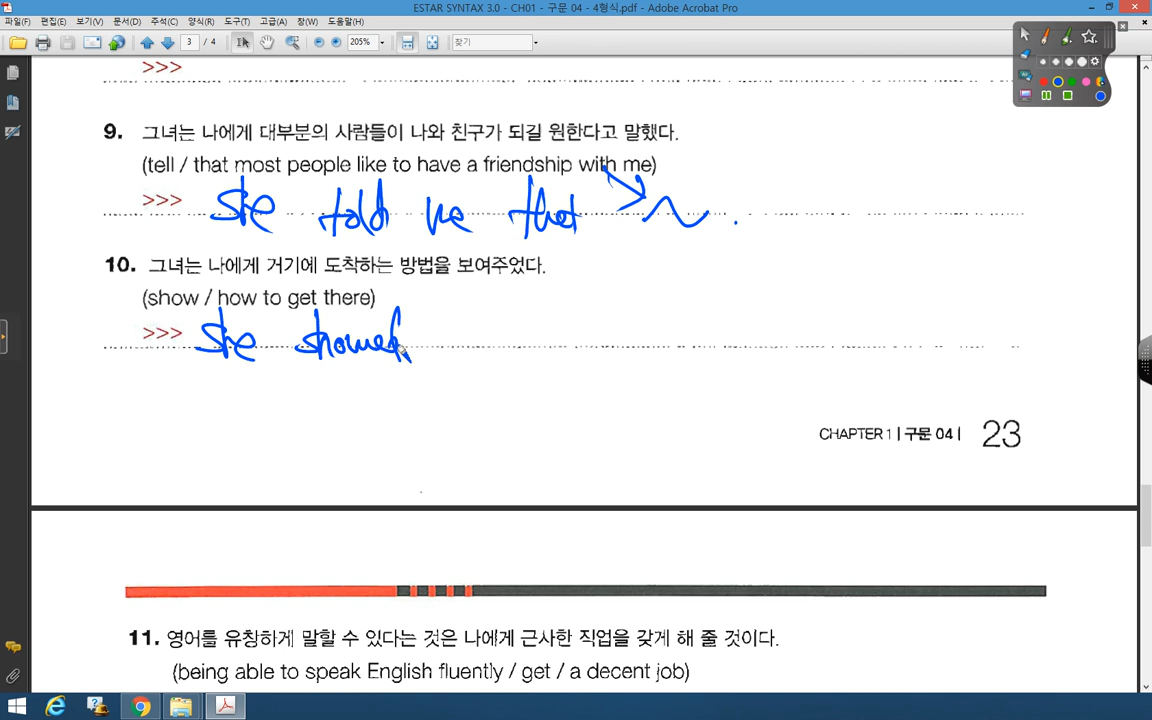 ESTAR SYNTAX 3.0 - CH01 - 구문 04 - 4형식.pdf - Adobe Acrobat Pro
파일(F) 편집(E) 보기(V) 문서(D) 주석(C) 양식(R) 도구(T) 고급(A) 창(W) 도움말(H)
3 / 4 205% 찾기
>>>
9. 그녀는 나에게 대부분의 사람들이 나와 친구가 되길 원한다고 말했다.
(tell / that most people like to have a friendship with me)
>>> she told me that .
10. 그녀는 나에게 거기에 도착하는 방법을 보여주었다.
(show / how to get there)
>>> she showed
CHAPTER 1 | 구문 04 | 23
11. 영어를 유창하게 말할 수 있다는 것은 나에게 근사한 직업을 갖게 해 줄 것이다.
(being able to speak English fluently / get / a decent job)